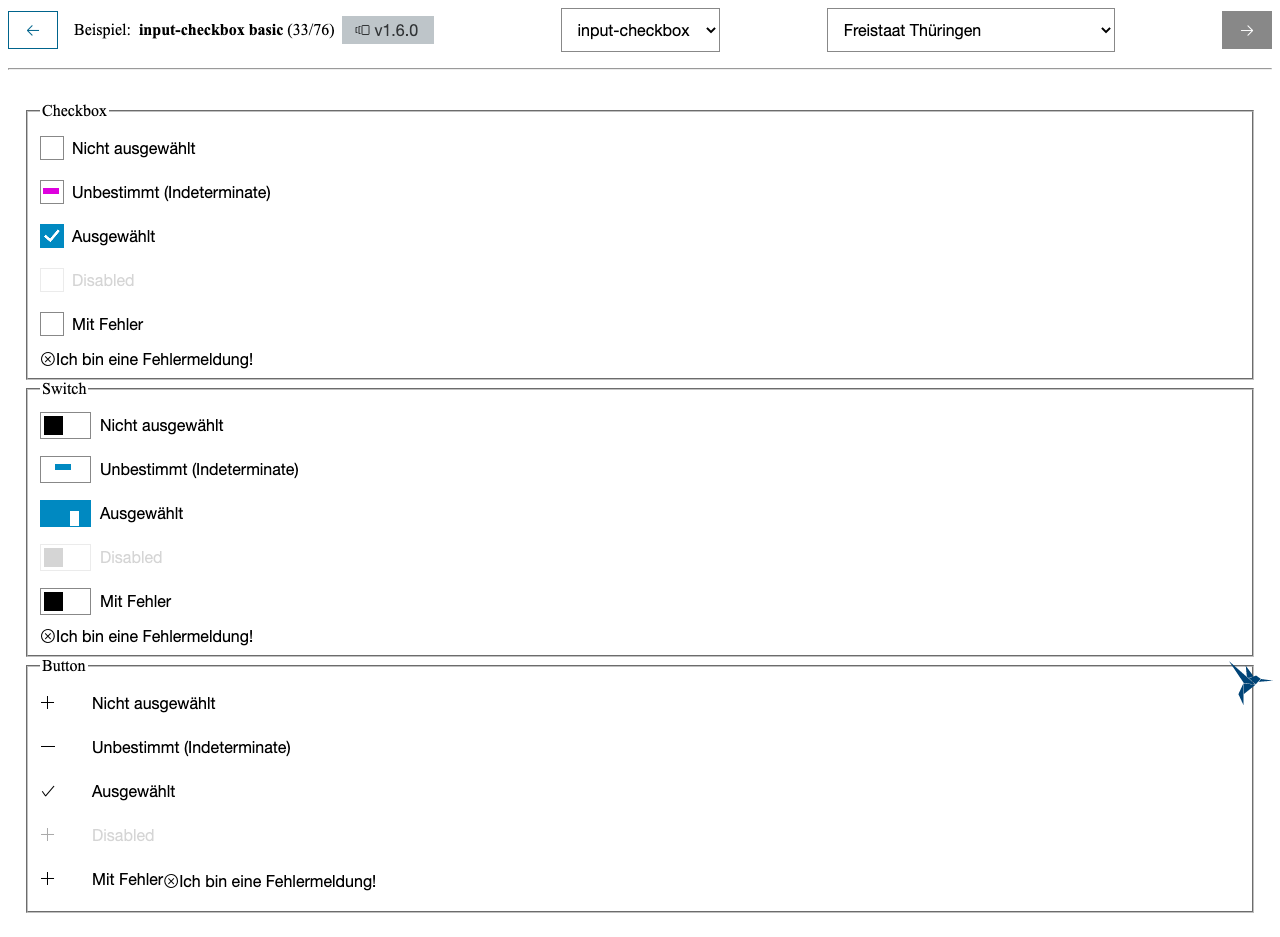 Beispiel: input-checkbox basic (33/76) v1.6.0 input-checkbox Freistaat Thüringen
Checkbox
Nicht ausgewählt
Unbestimmt (Indeterminate)
Ausgewählt
Disabled
Mit Fehler
Ich bin eine Fehlermeldung!
Switch
Nicht ausgewählt
Unbestimmt (Indeterminate)
Ausgewählt
Disabled
Mit Fehler
Ich bin eine Fehlermeldung!
Button
Nicht ausgewählt
Unbestimmt (Indeterminate)
Ausgewählt
Disabled
Mit Fehler Ich bin eine Fehlermeldung!